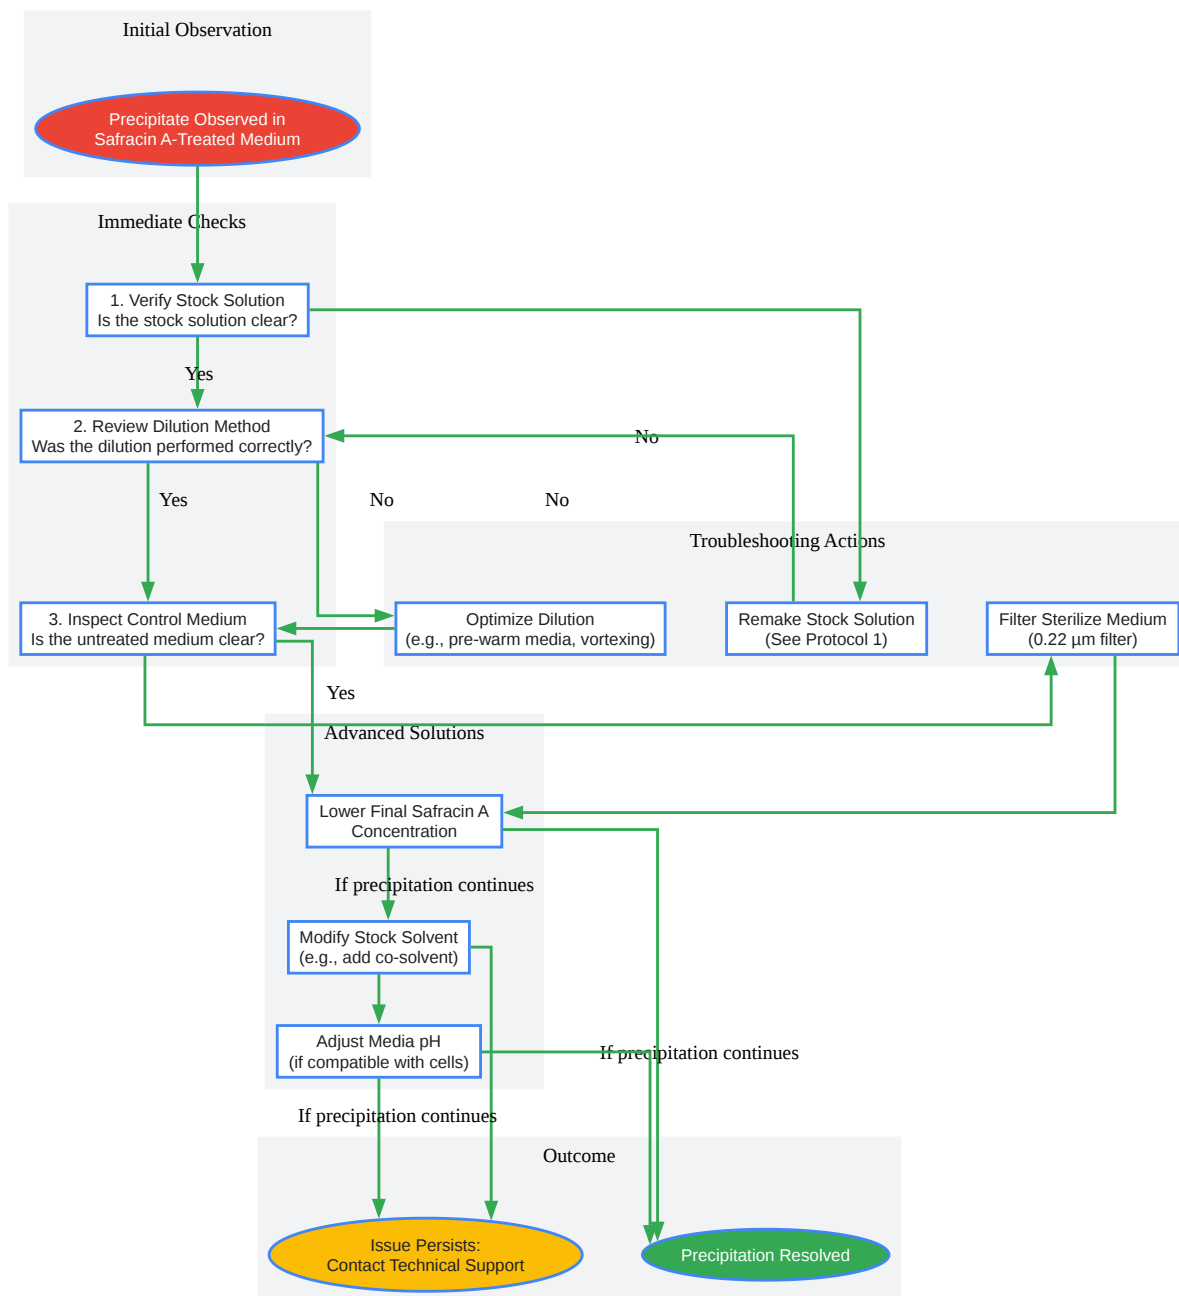 Initial Observation
Precipitate Observed in
Safracin A-Treated Medium
Immediate Checks
1. Verify Stock Solution
Is the stock solution clear?
Yes
2. Review Dilution Method
Was the dilution performed correctly?
No
Yes
No
No
Troubleshooting Actions
3. Inspect Control Medium
Is the untreated medium clear?
Optimize Dilution
(e.g., pre-warm media, vortexing)
Remake Stock Solution
(See Protocol 1)
Filter Sterilize Medium
(0.22 µm filter)
Yes
Advanced Solutions
Lower Final Safracin A
Concentration
If precipitation continues
Modify Stock Solvent
(e.g., add co-solvent)
Adjust Media pH
(if compatible with cells)
If precipitation continues
If precipitation continues
Outcome
Issue Persists:
Contact Technical Support
Precipitation Resolved